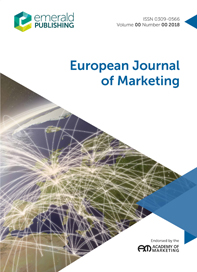 emerald
PUBLISHING
ISSN 0309-0566
Volume 00 Number 00 2018
European Journal
of Marketing
Endorsed by the
AM ACADEMY OF
MARKETING